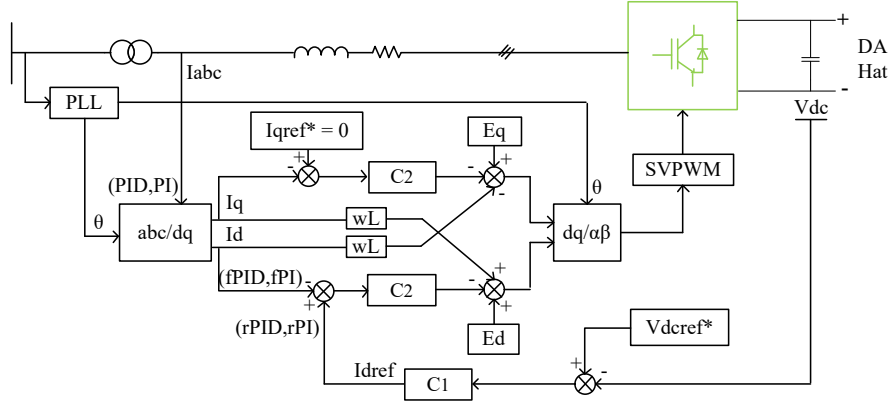 +
DA
Hat
-
Iabc
PLL
Vdc
Iqref* = 0
Eq
SVPWM
+
+
(PID,PI)
-
C2
-
-
θ
θ
abc/dq
Iq
wL
Id
wL
dq/αβ
+
(fPID,fPI)
-
C2
-
-
+
+
(rPID,rPI)
Ed
Vdcref*
Idref
C1
+
-